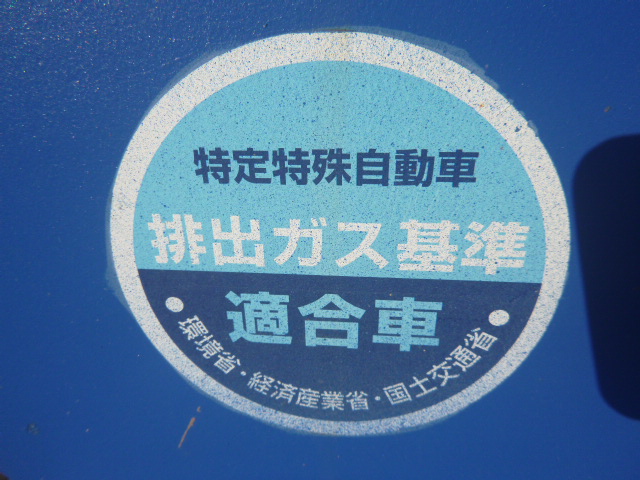 特定特殊自動車
排出ガス基準
適合車
●環境省・経済産業省・国土交通省●